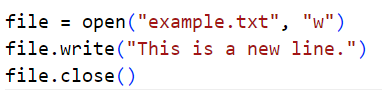 file = open("example.txt", "w")
file.write("This is a new line.")
file.close()